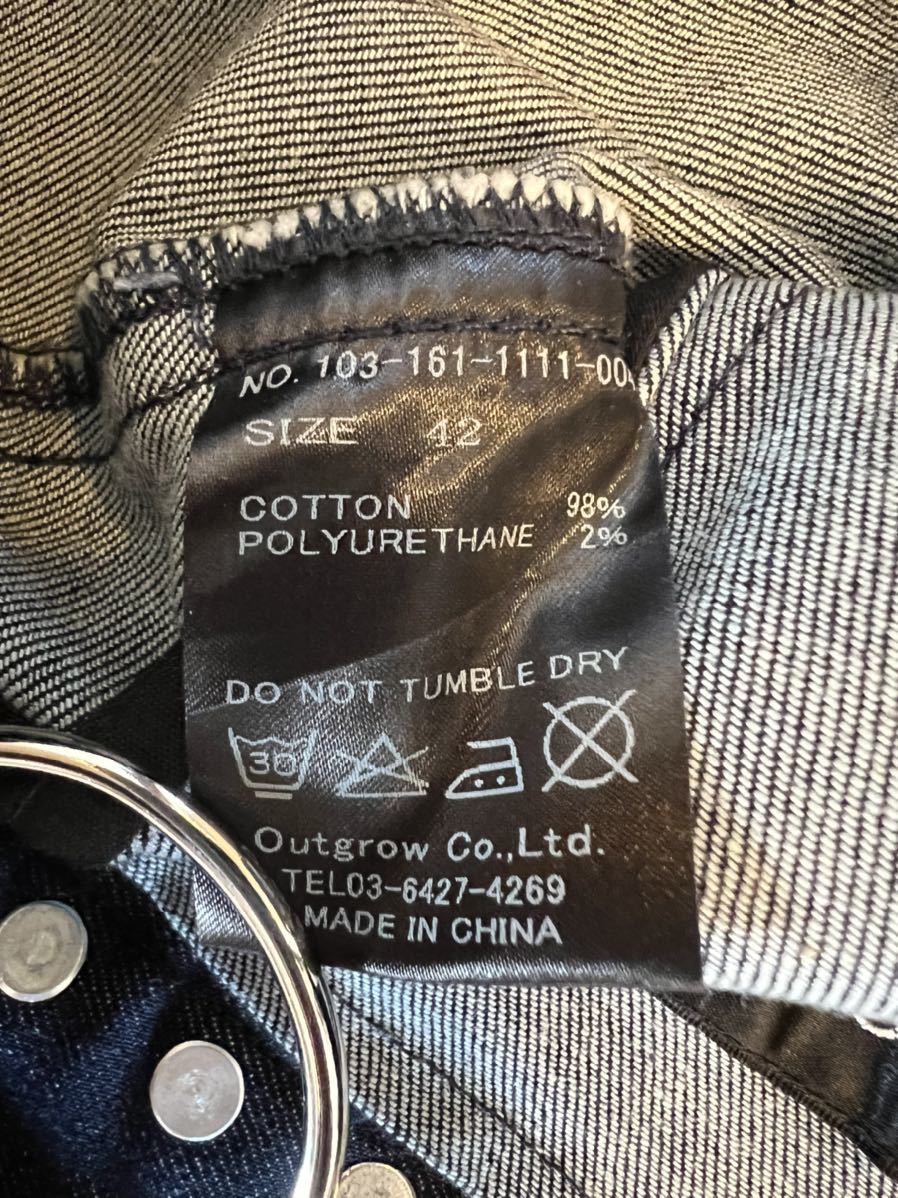 NO. 103-161-1111-00
SIZE 42
COTTON 98%
POLYURETHANE 2%
DO NOT TUMBLE DRY
30
Outgrow Co.,Ltd.
TEL03-6427-4269
MADE IN CHINA